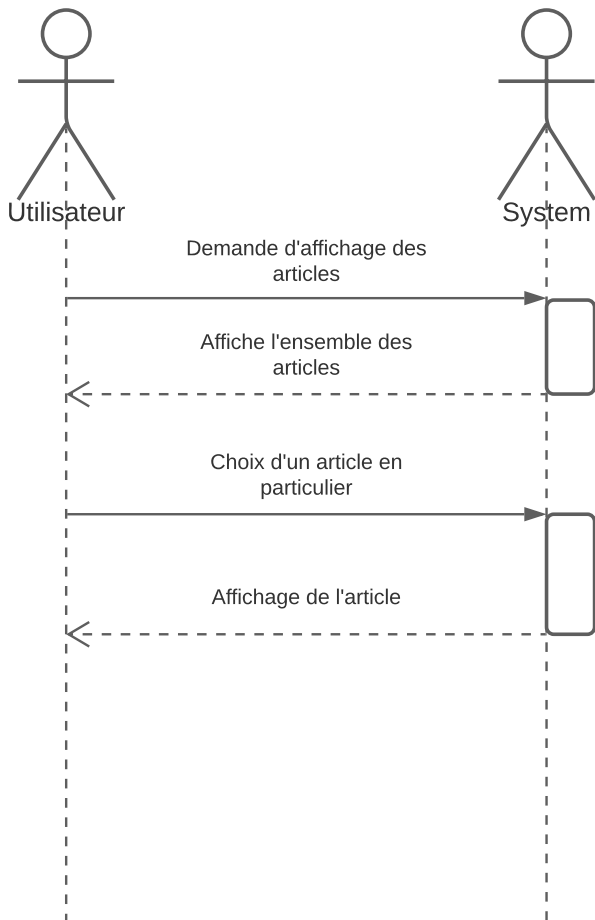 Utilisateur
System
Demande d'affichage des
articles
Affiche l'ensemble des
articles
Choix d'un article en
particulier
Affichage de l'article